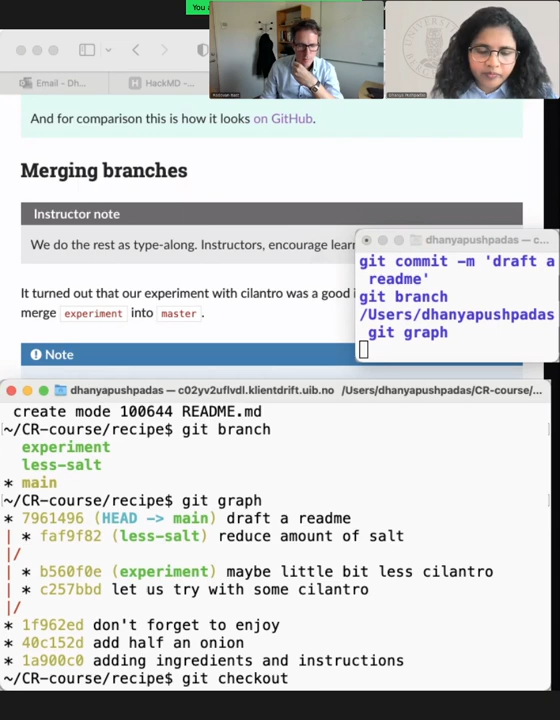 You a
Email – Dh...
HackMD –...
And for comparison this is how it looks on GitHub.
Merging branches
Instructor note
We do the rest as type-along. Instructors, encourage lear
It turned out that our experiment with cilantro was a good i
merge experiment into master.
Note
dhanyapushpadas — c...
git commit -m 'draft a
readme'
git branch
/Users/dhanyapushpadas
git graph
dhanyapushpadas — c02yv2uflvdl.klientdrift.uib.no /Users/dhanyapushpadas/CR-course/...
create mode 100644 README.md
~/CR-course/recipe$ git branch
experiment
less-salt
* main
~/CR-course/recipe$ git graph
* 7961496 (HEAD -> main) draft a readme
| * faf9f82 (less-salt) reduce amount of salt
|/
| * b560f0e (experiment) maybe little bit less cilantro
| * c257bbd let us try with some cilantro
|/
* 1f962ed don't forget to enjoy
* 40c152d add half an onion
* 1a900c0 adding ingredients and instructions
~/CR-course/recipe$ git checkout